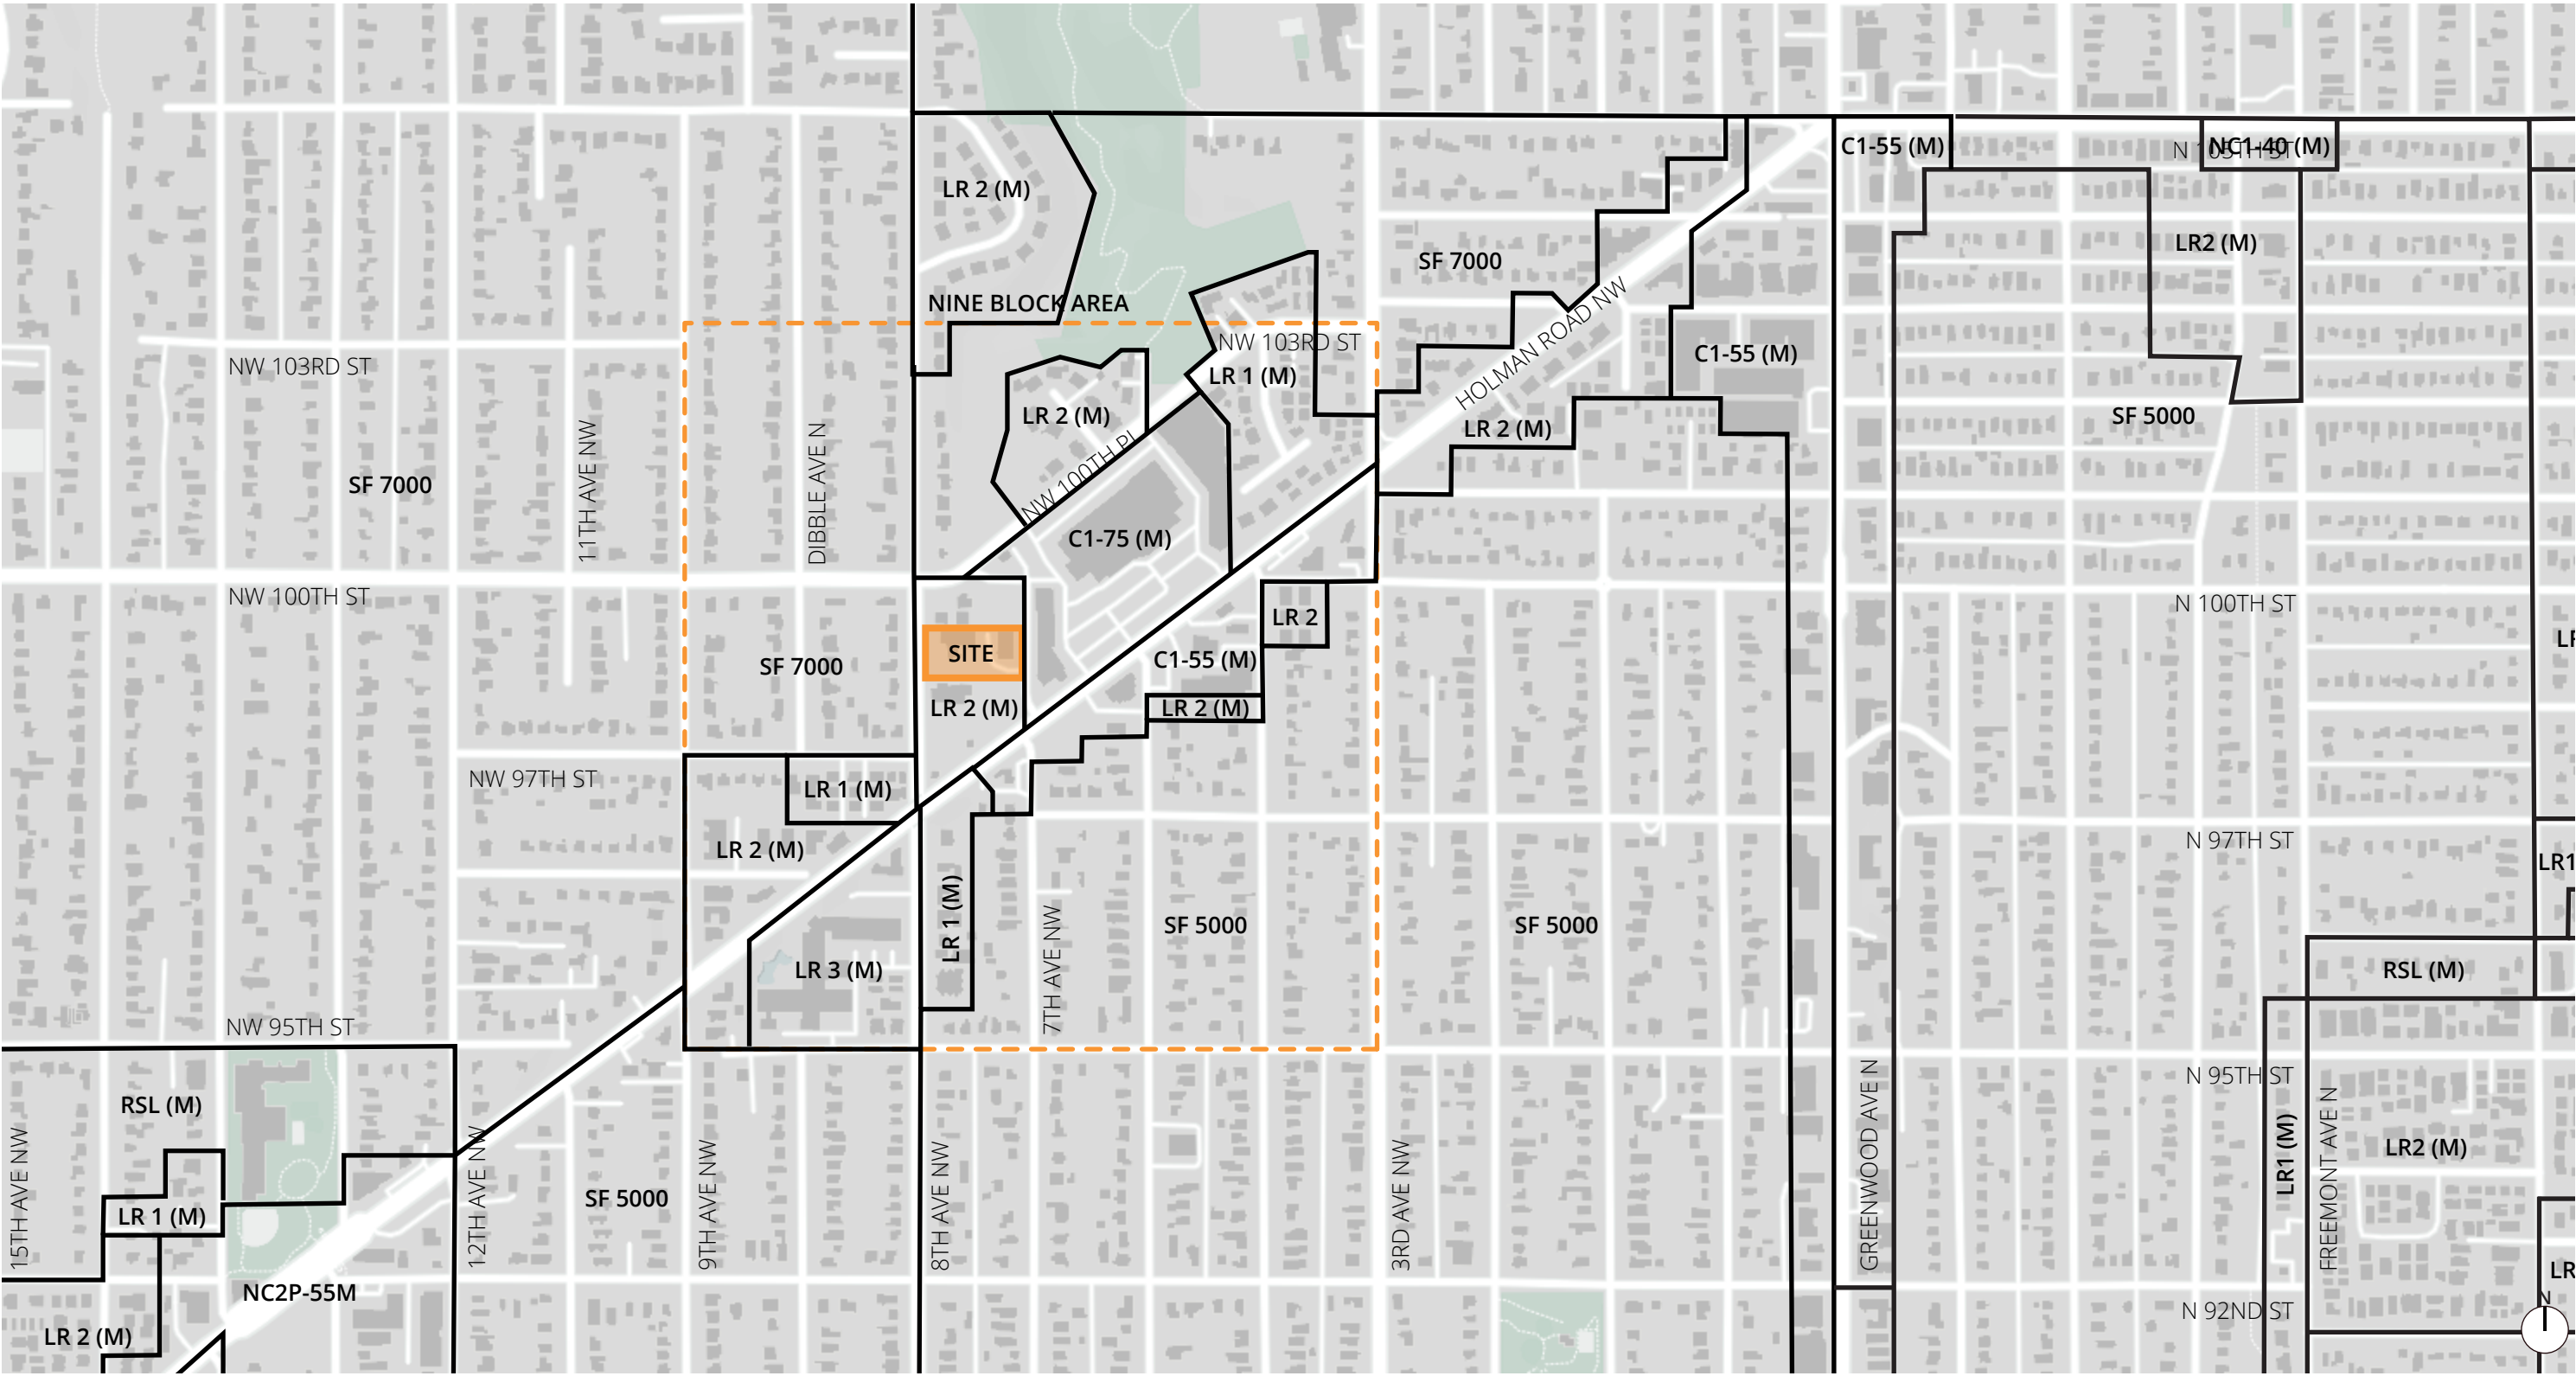 C1-55 (M)
NC1-40 (M)
N 105TH ST
LR 2 (M)
LR2 (M)
SF 7000
NINE BLOCK AREA
NW 103RD ST
HOLMAN ROAD NW
C1-55 (M)
NW 103RD ST
LR 1 (M)
LR 2 (M)
SF 5000
LR 2 (M)
11TH AVE NW
DIBBLE AVE N
NW 100TH PL
SF 7000
C1-75 (M)
NW 100TH ST
N 100TH ST
LR 2
SITE
SF 7000
C1-55 (M)
LR 2 (M)
LR 2 (M)
NW 97TH ST
LR 1 (M)
N 97TH ST
LR 2 (M)
LR1
LR 1 (M)
7TH AVE NW
SF 5000
SF 5000
LR 3 (M)
RSL (M)
NW 95TH ST
N 95TH ST
RSL (M)
15TH AVE NW
12TH AVE NW
9TH AVE NW
8TH AVE NW
3RD AVE NW
GREENWOOD AVE N
LR1 (M)
FREEMONT AVE N
LR2 (M)
SF 5000
LR 1 (M)
LR
NC2P-55M
N
N 92ND ST
LR 2 (M)